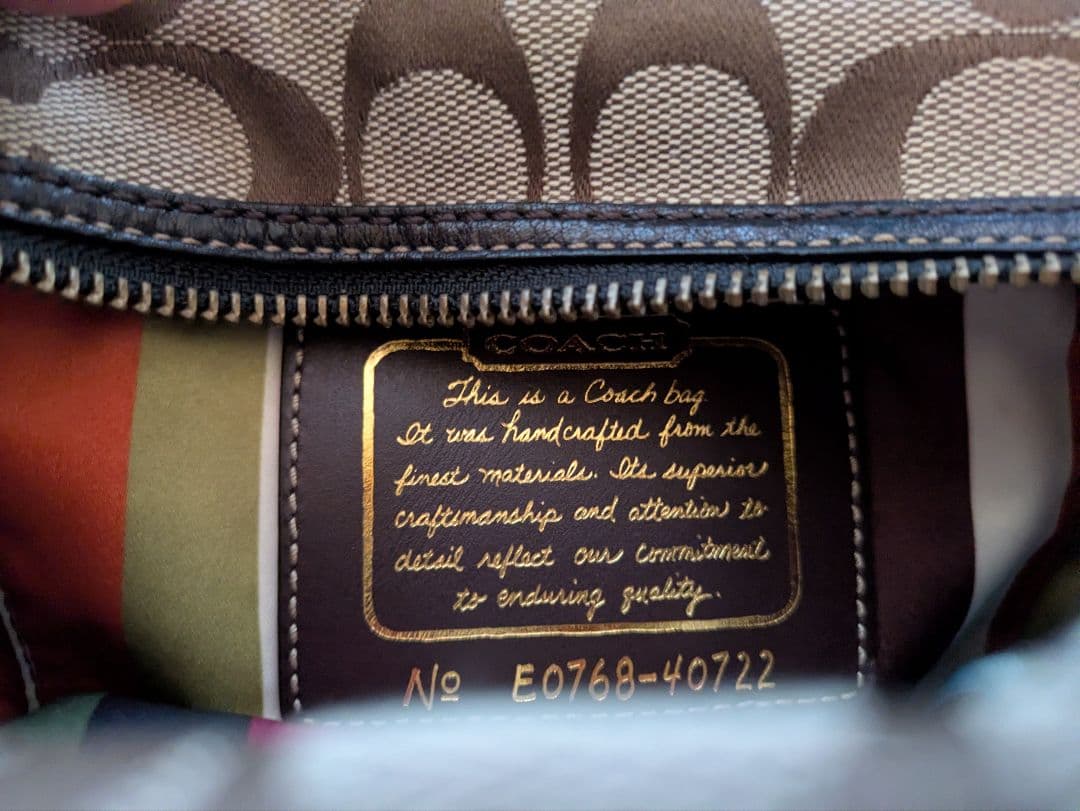 COACH
This is a Coach bag.
It was handcrafted from the
finest materials. Its superior
craftsmanship and attention to
detail reflect our commitment
to enduring quality.
No E0768-40722